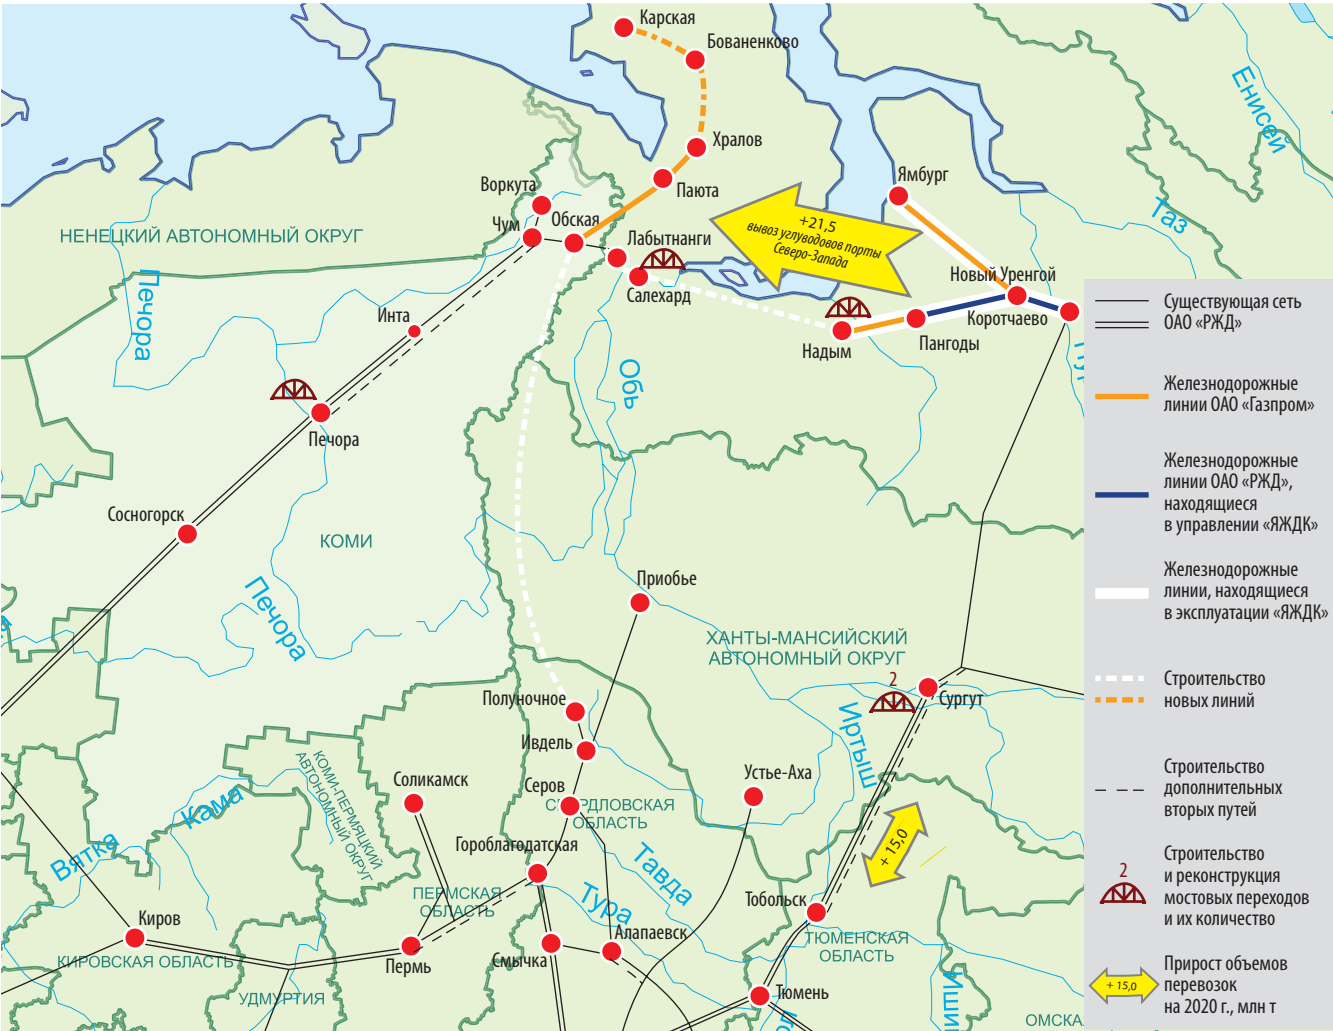 Карская
Бованенково
Енисей
Хралов
Ямбург
Паюта
Воркута
Обская
Чум
Таз
+21,5
вывоз углуводовов порты
Северо-Запада
НЕНЕЦКИЙ АВТОНОМНЫЙ ОКРУГ
Лабытнанги
Салехард
Новый Уренгой
Коротчаево
Печора
Инта
Надым
Пангоды
Обь
Печора
Сосногорск
КОМИ
Печора
Приобье
ХАНТЫ-МАНСИЙСКИЙ
АВТОНОМНЫЙ ОКРУГ
2
Сургут
Полуночное
Иртыш
Ивдель
КОМИ-ПЕРМЯЦКИЙ
АВТОНОМНЫЙ ОКРУГ
Соликамск
Серов
Устье-Аха
СВЕРДЛОВСКАЯ
ОБЛАСТЬ
Кама
Вятка
Гороблагодатская
+ 15,0
Тавда
ПЕРМСКАЯ
ОБЛАСТЬ
Тура
Тобольск
Киров
Алапаевск
ТЮМЕНСКАЯ
ОБЛАСТЬ
КИРОВСКАЯ ОБЛАСТЬ
Пермь
Смычка
УДМУРТИЯ
Тюмень
Существующая сеть
ОАО «РЖД»
Железнодорожные
линии ОАО «Газпром»
Железнодорожные
линии ОАО «РЖД»,
находящиеся
в управлении «ЯЖДК»
Железнодорожные
линии, находящиеся
в эксплуатации «ЯЖДК»
Строительство
новых линий
Строительство
дополнительных
вторых путей
2
Строительство
и реконструкция
мостовых переходов
и их количество
+ 15,0
Прирост объемов
перевозок
на 2020 г., млн т